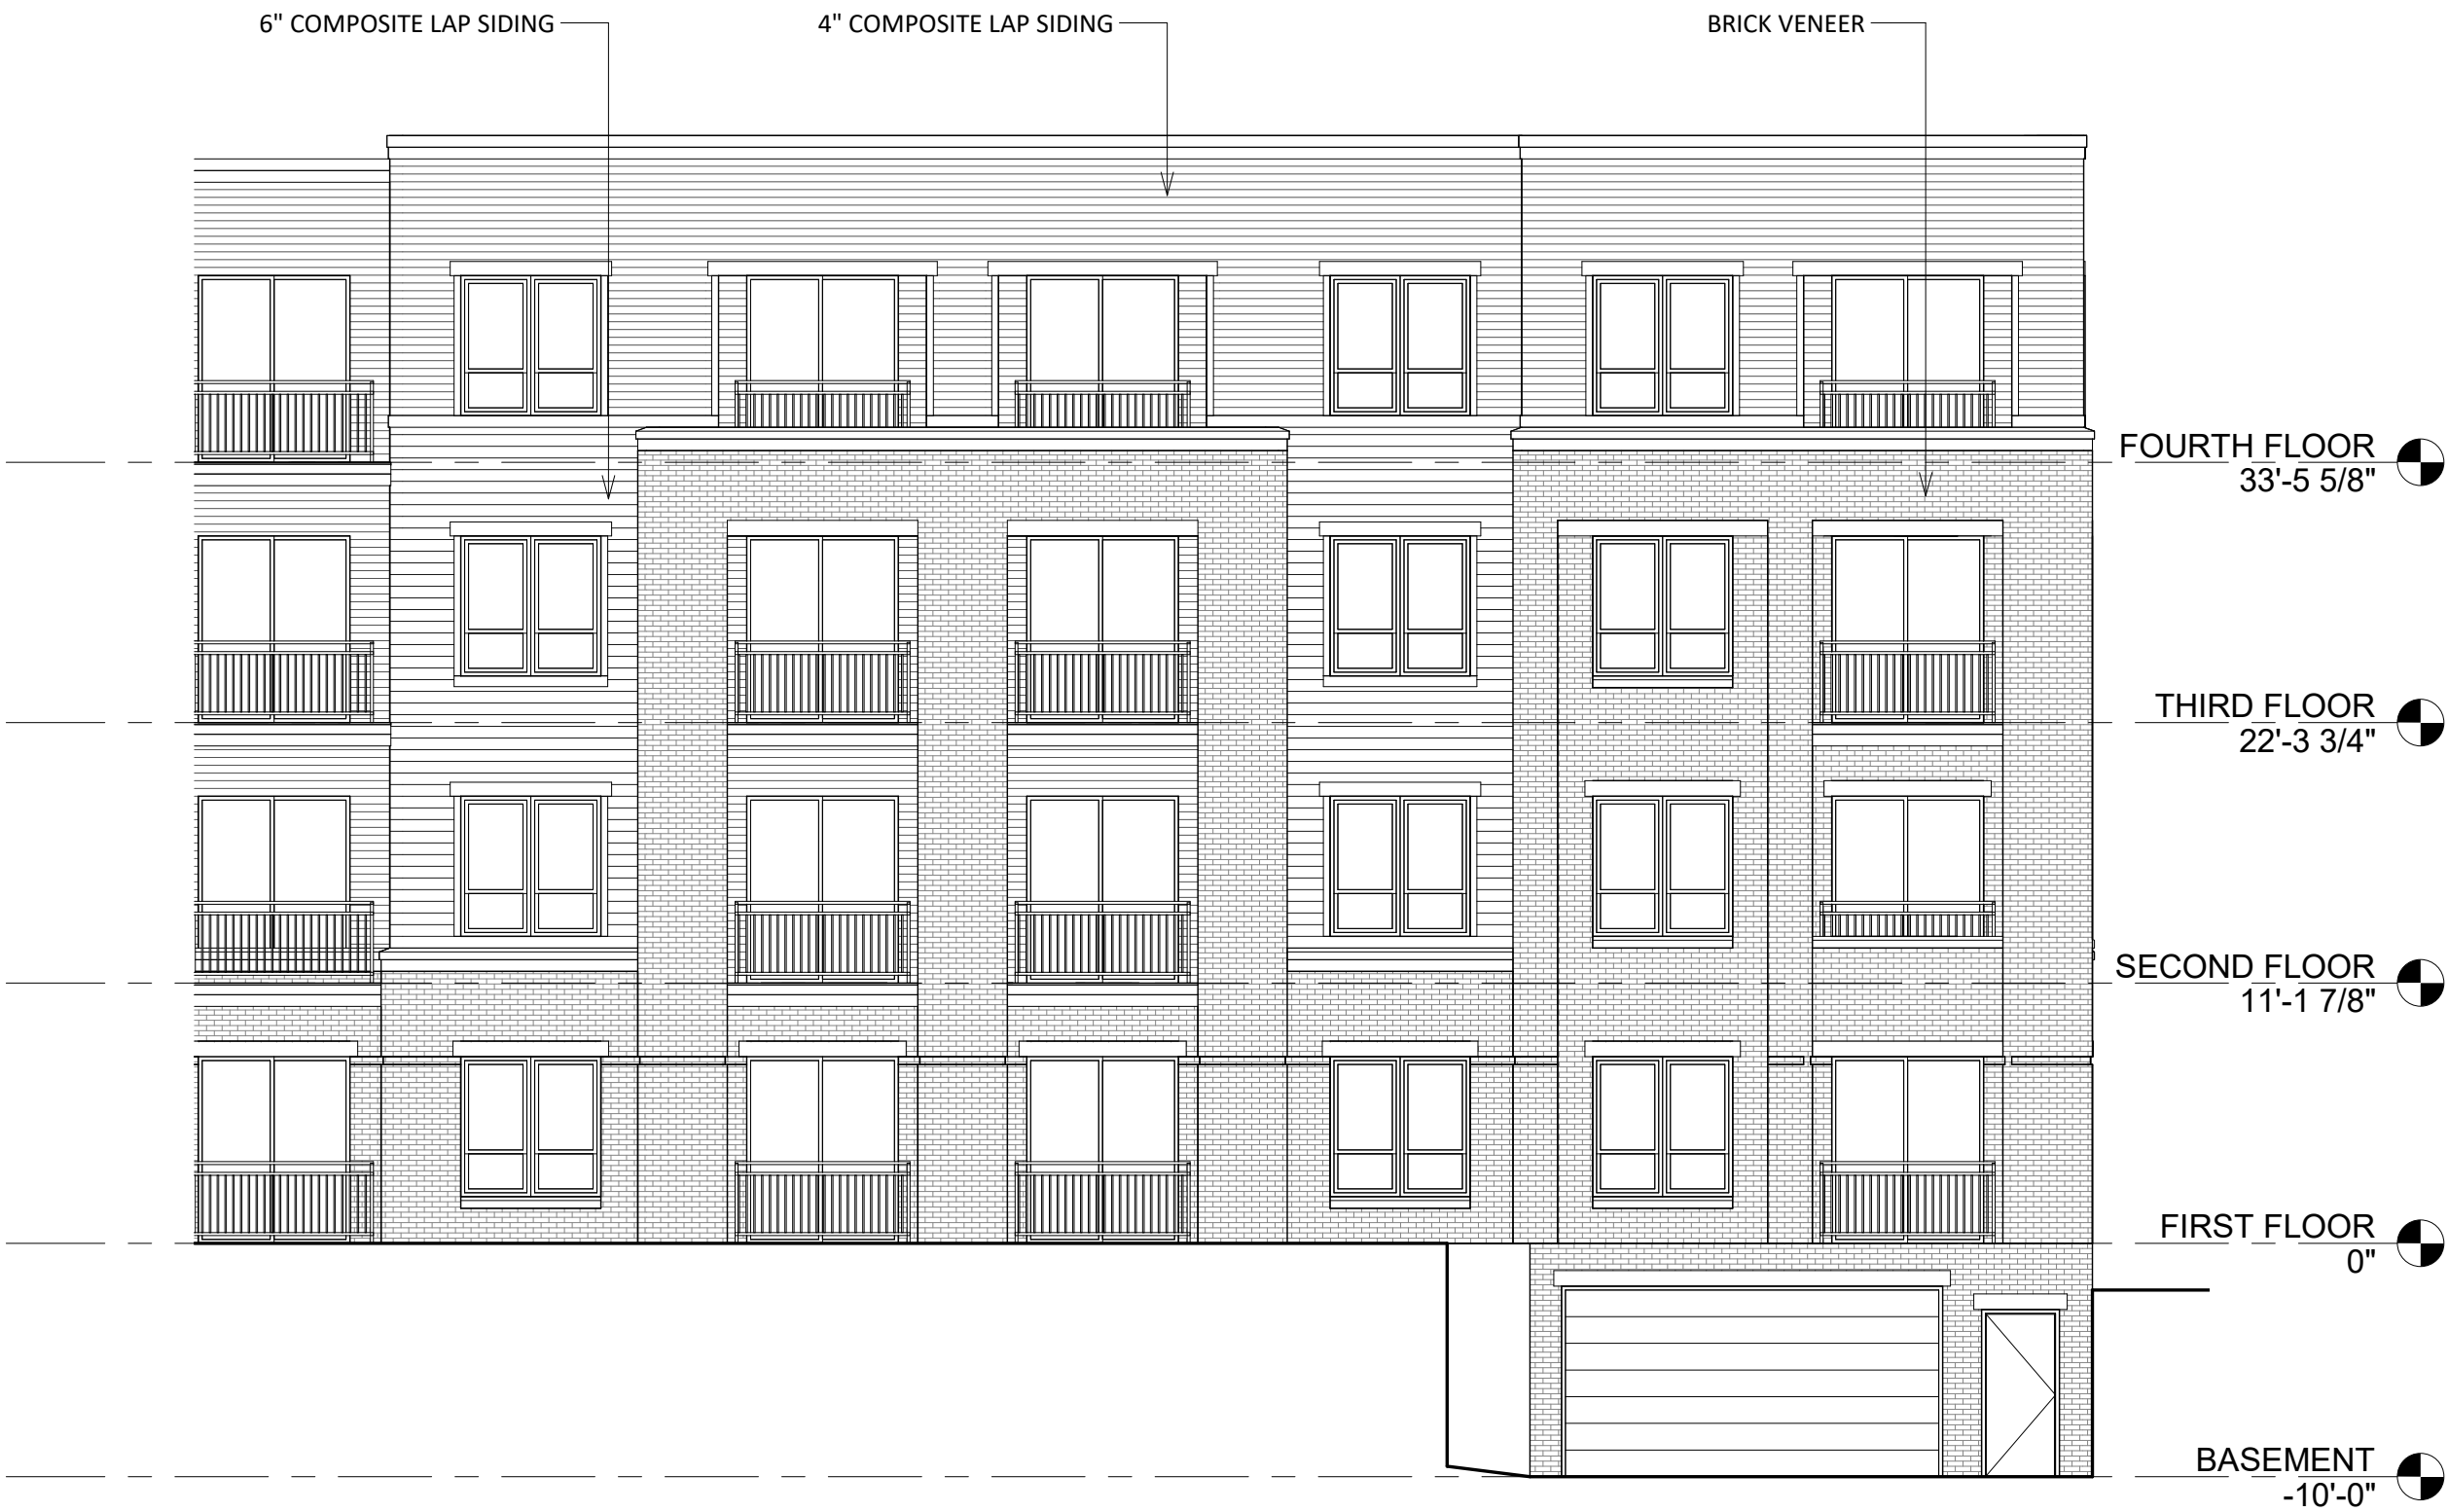 6" COMPOSITE LAP SIDING
4" COMPOSITE LAP SIDING
BRICK VENEER
FOURTH FLOOR
33'-5 5/8"
THIRD FLOOR
22'-3 3/4"
SECOND FLOOR
11'-1 7/8"
FIRST FLOOR
0"
BASEMENT
-10'-0"